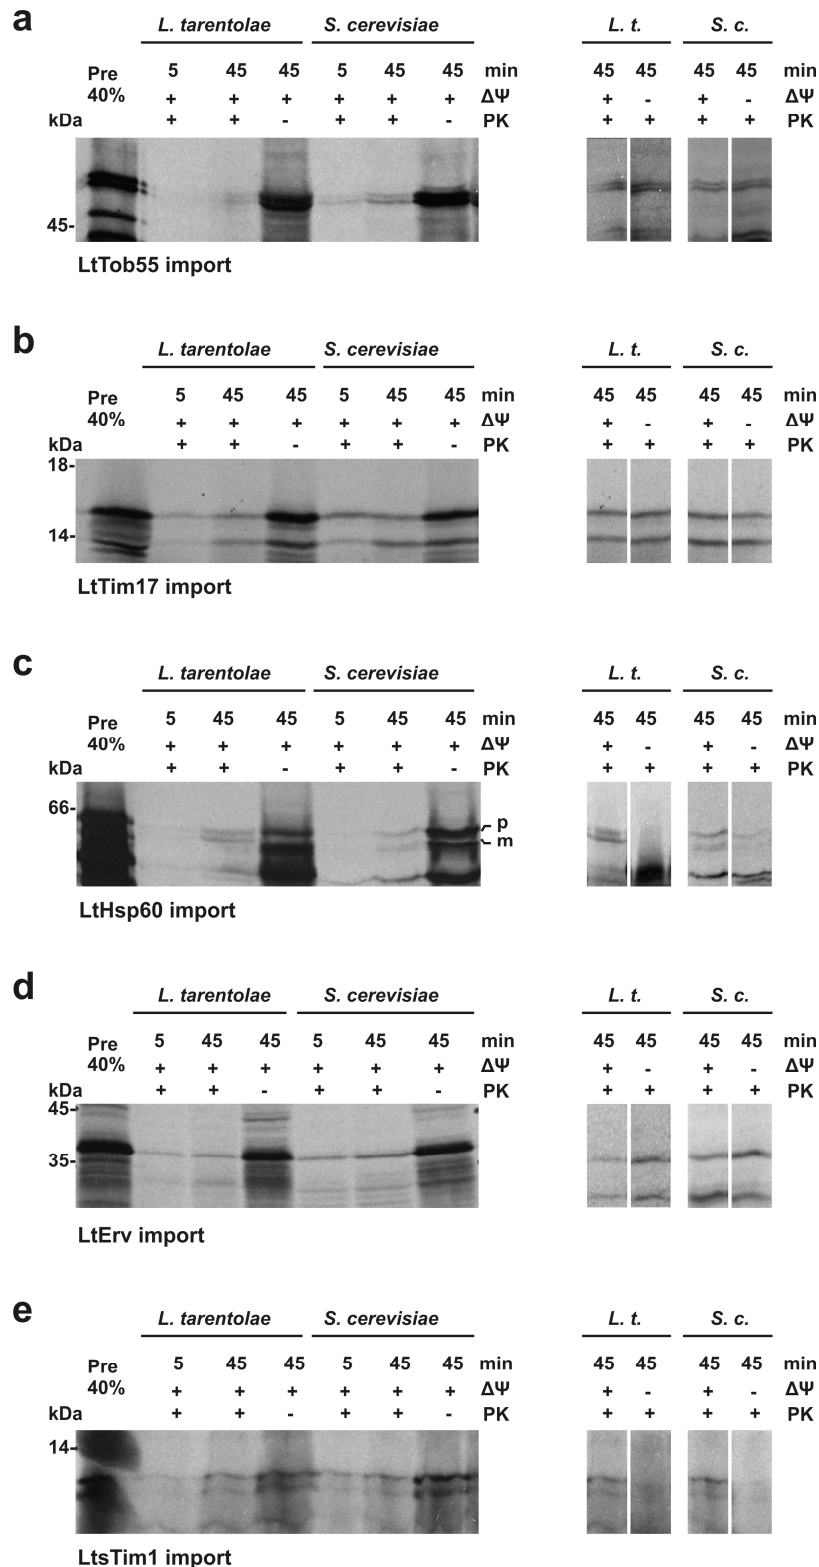 a
L. tarentolae S. cerevisiae L. t. S. c.
Pre 5 45 45 5 45 45 min 45 45 45 45 min
40% + + + + + + ΔΨ + - + - ΔΨ
kDa + + - + + - PK + + + + PK
45-
LtTob55 import
b
L. tarentolae S. cerevisiae L. t. S. c.
Pre 5 45 45 5 45 45 min 45 45 45 45 min
40% + + + + + + ΔΨ + - + - ΔΨ
kDa + + - + + - PK + + + + PK
18-
14-
LtTim17 import
c
L. tarentolae S. cerevisiae L. t. S. c.
Pre 5 45 45 5 45 45 min 45 45 45 45 min
40% + + + + + + ΔΨ + - + - ΔΨ
kDa + + - + + - PK + + + + PK
66-
p
m
LtHsp60 import
d
L. tarentolae S. cerevisiae L. t. S. c.
Pre 5 45 45 5 45 45 min 45 45 45 45 min
40% + + + + + + ΔΨ + - + - ΔΨ
kDa + + - + + - PK + + + + PK
45-
35-
LtErv import
e
L. tarentolae S. cerevisiae L. t. S. c.
Pre 5 45 45 5 45 45 min 45 45 45 45 min
40% + + + + + + ΔΨ + - + - ΔΨ
kDa + + - + + - PK + + + + PK
14-
LtsTim1 import